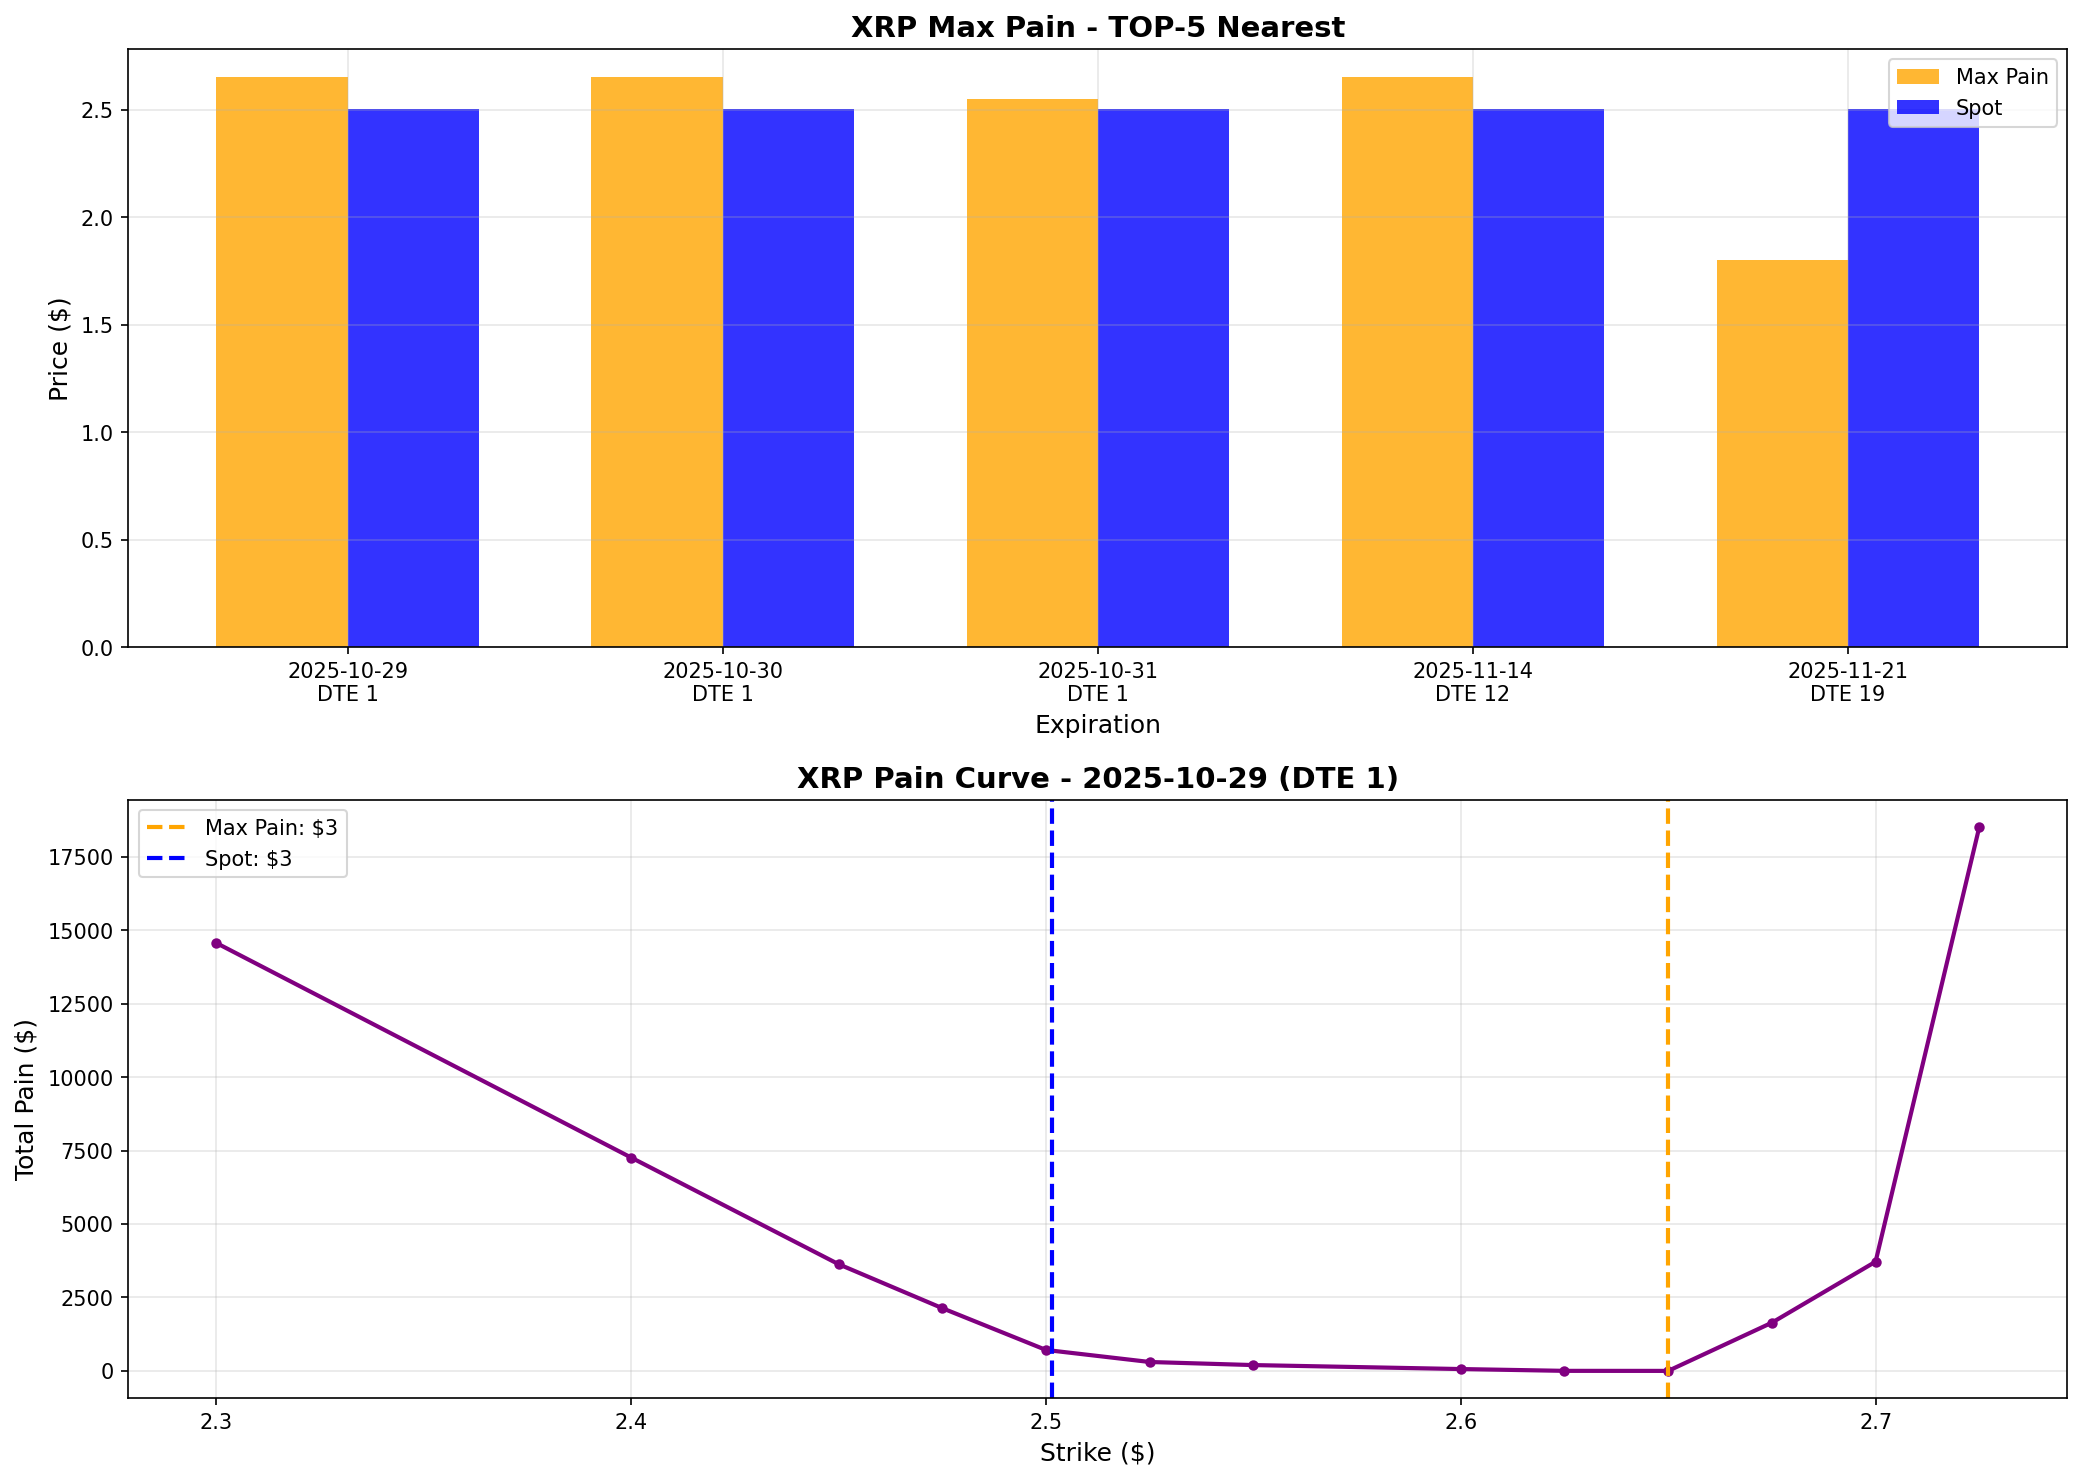 XRP Max Pain - TOP-5 Nearest
Max Pain
Spot
Price ($)
2.5
2.0
1.5
1.0
0.5
0.0
2025-10-29
DTE 1
2025-10-30
DTE 1
2025-10-31
DTE 1
2025-11-14
DTE 12
2025-11-21
DTE 19
Expiration
XRP Pain Curve - 2025-10-29 (DTE 1)
Max Pain: $3
Spot: $3
Total Pain ($)
17500
15000
12500
10000
7500
5000
2500
0
2.3
2.4
2.5
2.6
2.7
Strike ($)